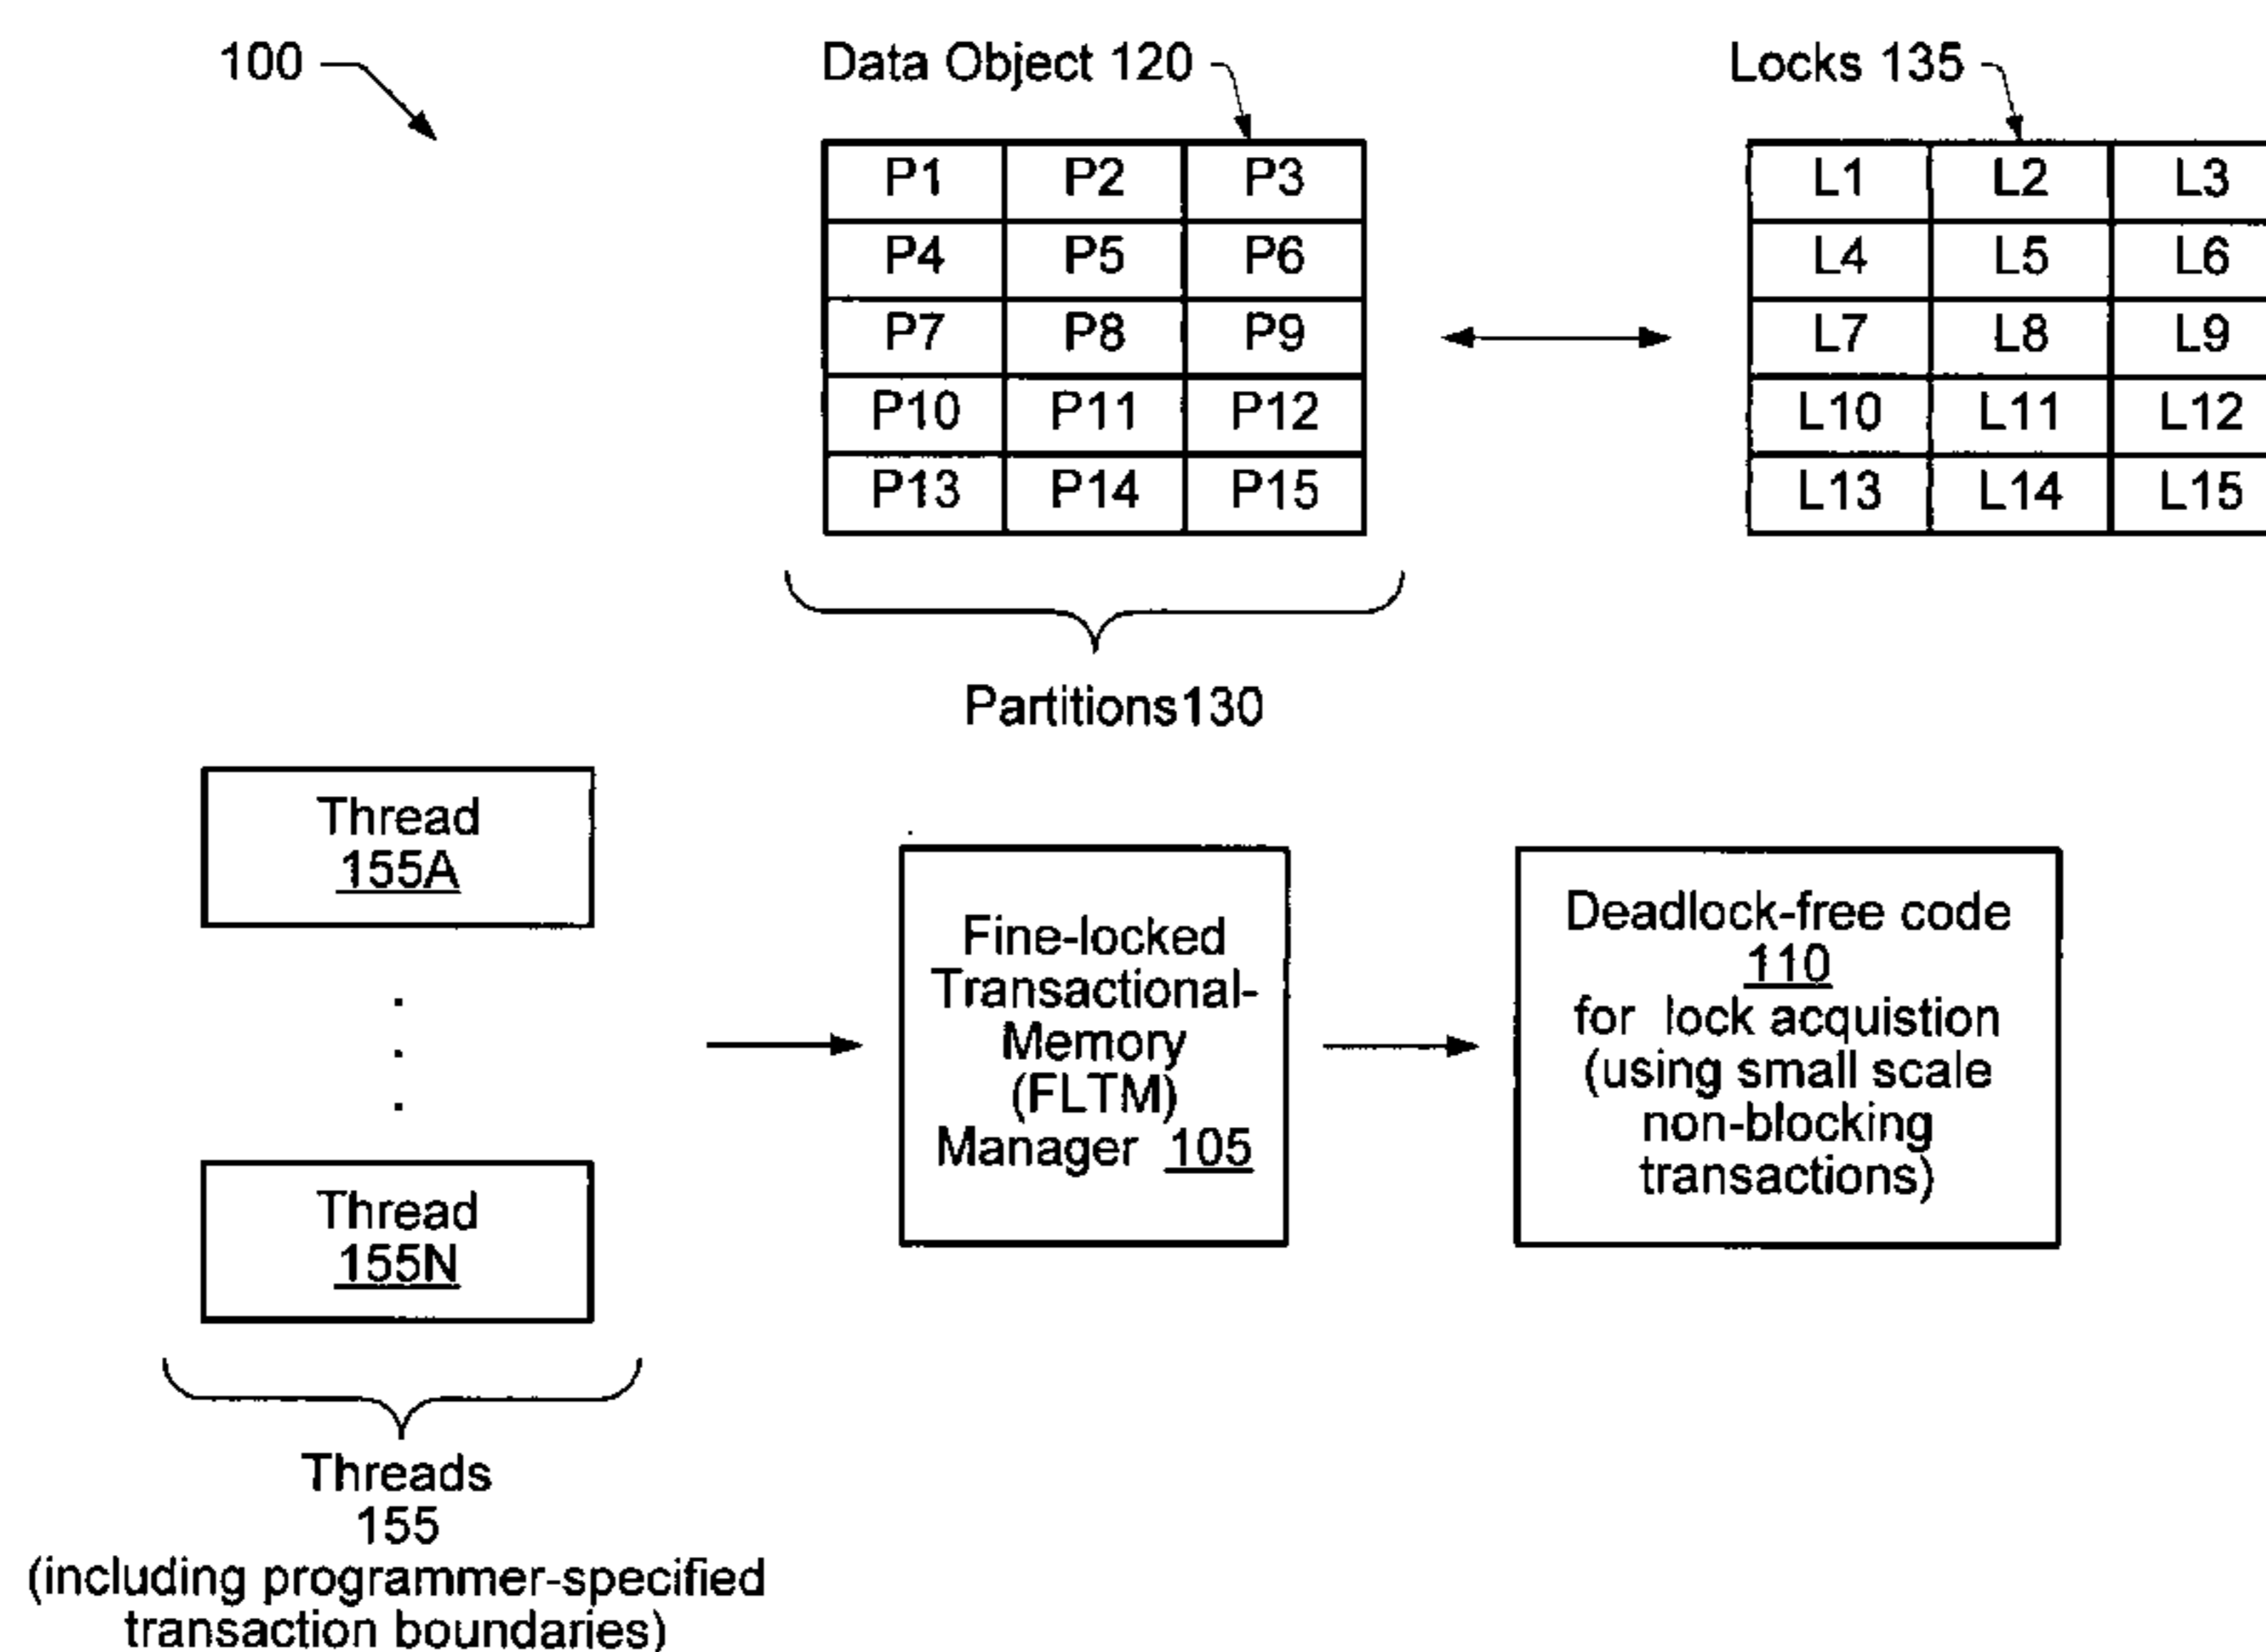 100
Data Object 120
Locks 135
P1 P2 P3
P4 P5 P6
P7 P8 P9
P10 P11 P12
P13 P14 P15
L1 L2 L3
L4 L5 L6
L7 L8 L9
L10 L11 L12
L13 L14 L15
Partitions130
Thread
155A
.
.
.
Thread
155N
Threads
155
(including programmer-specified
transaction boundaries)
Fine-locked
Transactional-
Memory
(FLTM)
Manager 105
Deadlock-free code
110
for lock acquistion
(using small scale
non-blocking
transactions)